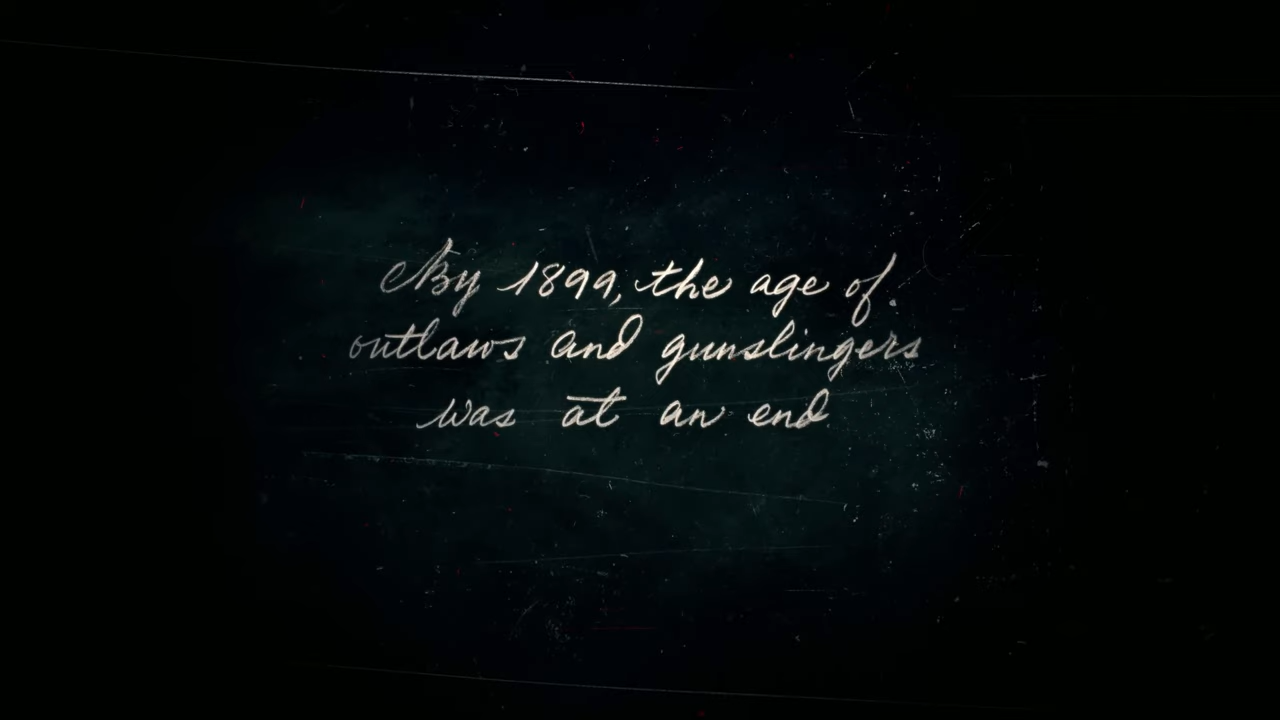 By 1899, the age of
outlaws and gunslingers
was at an end